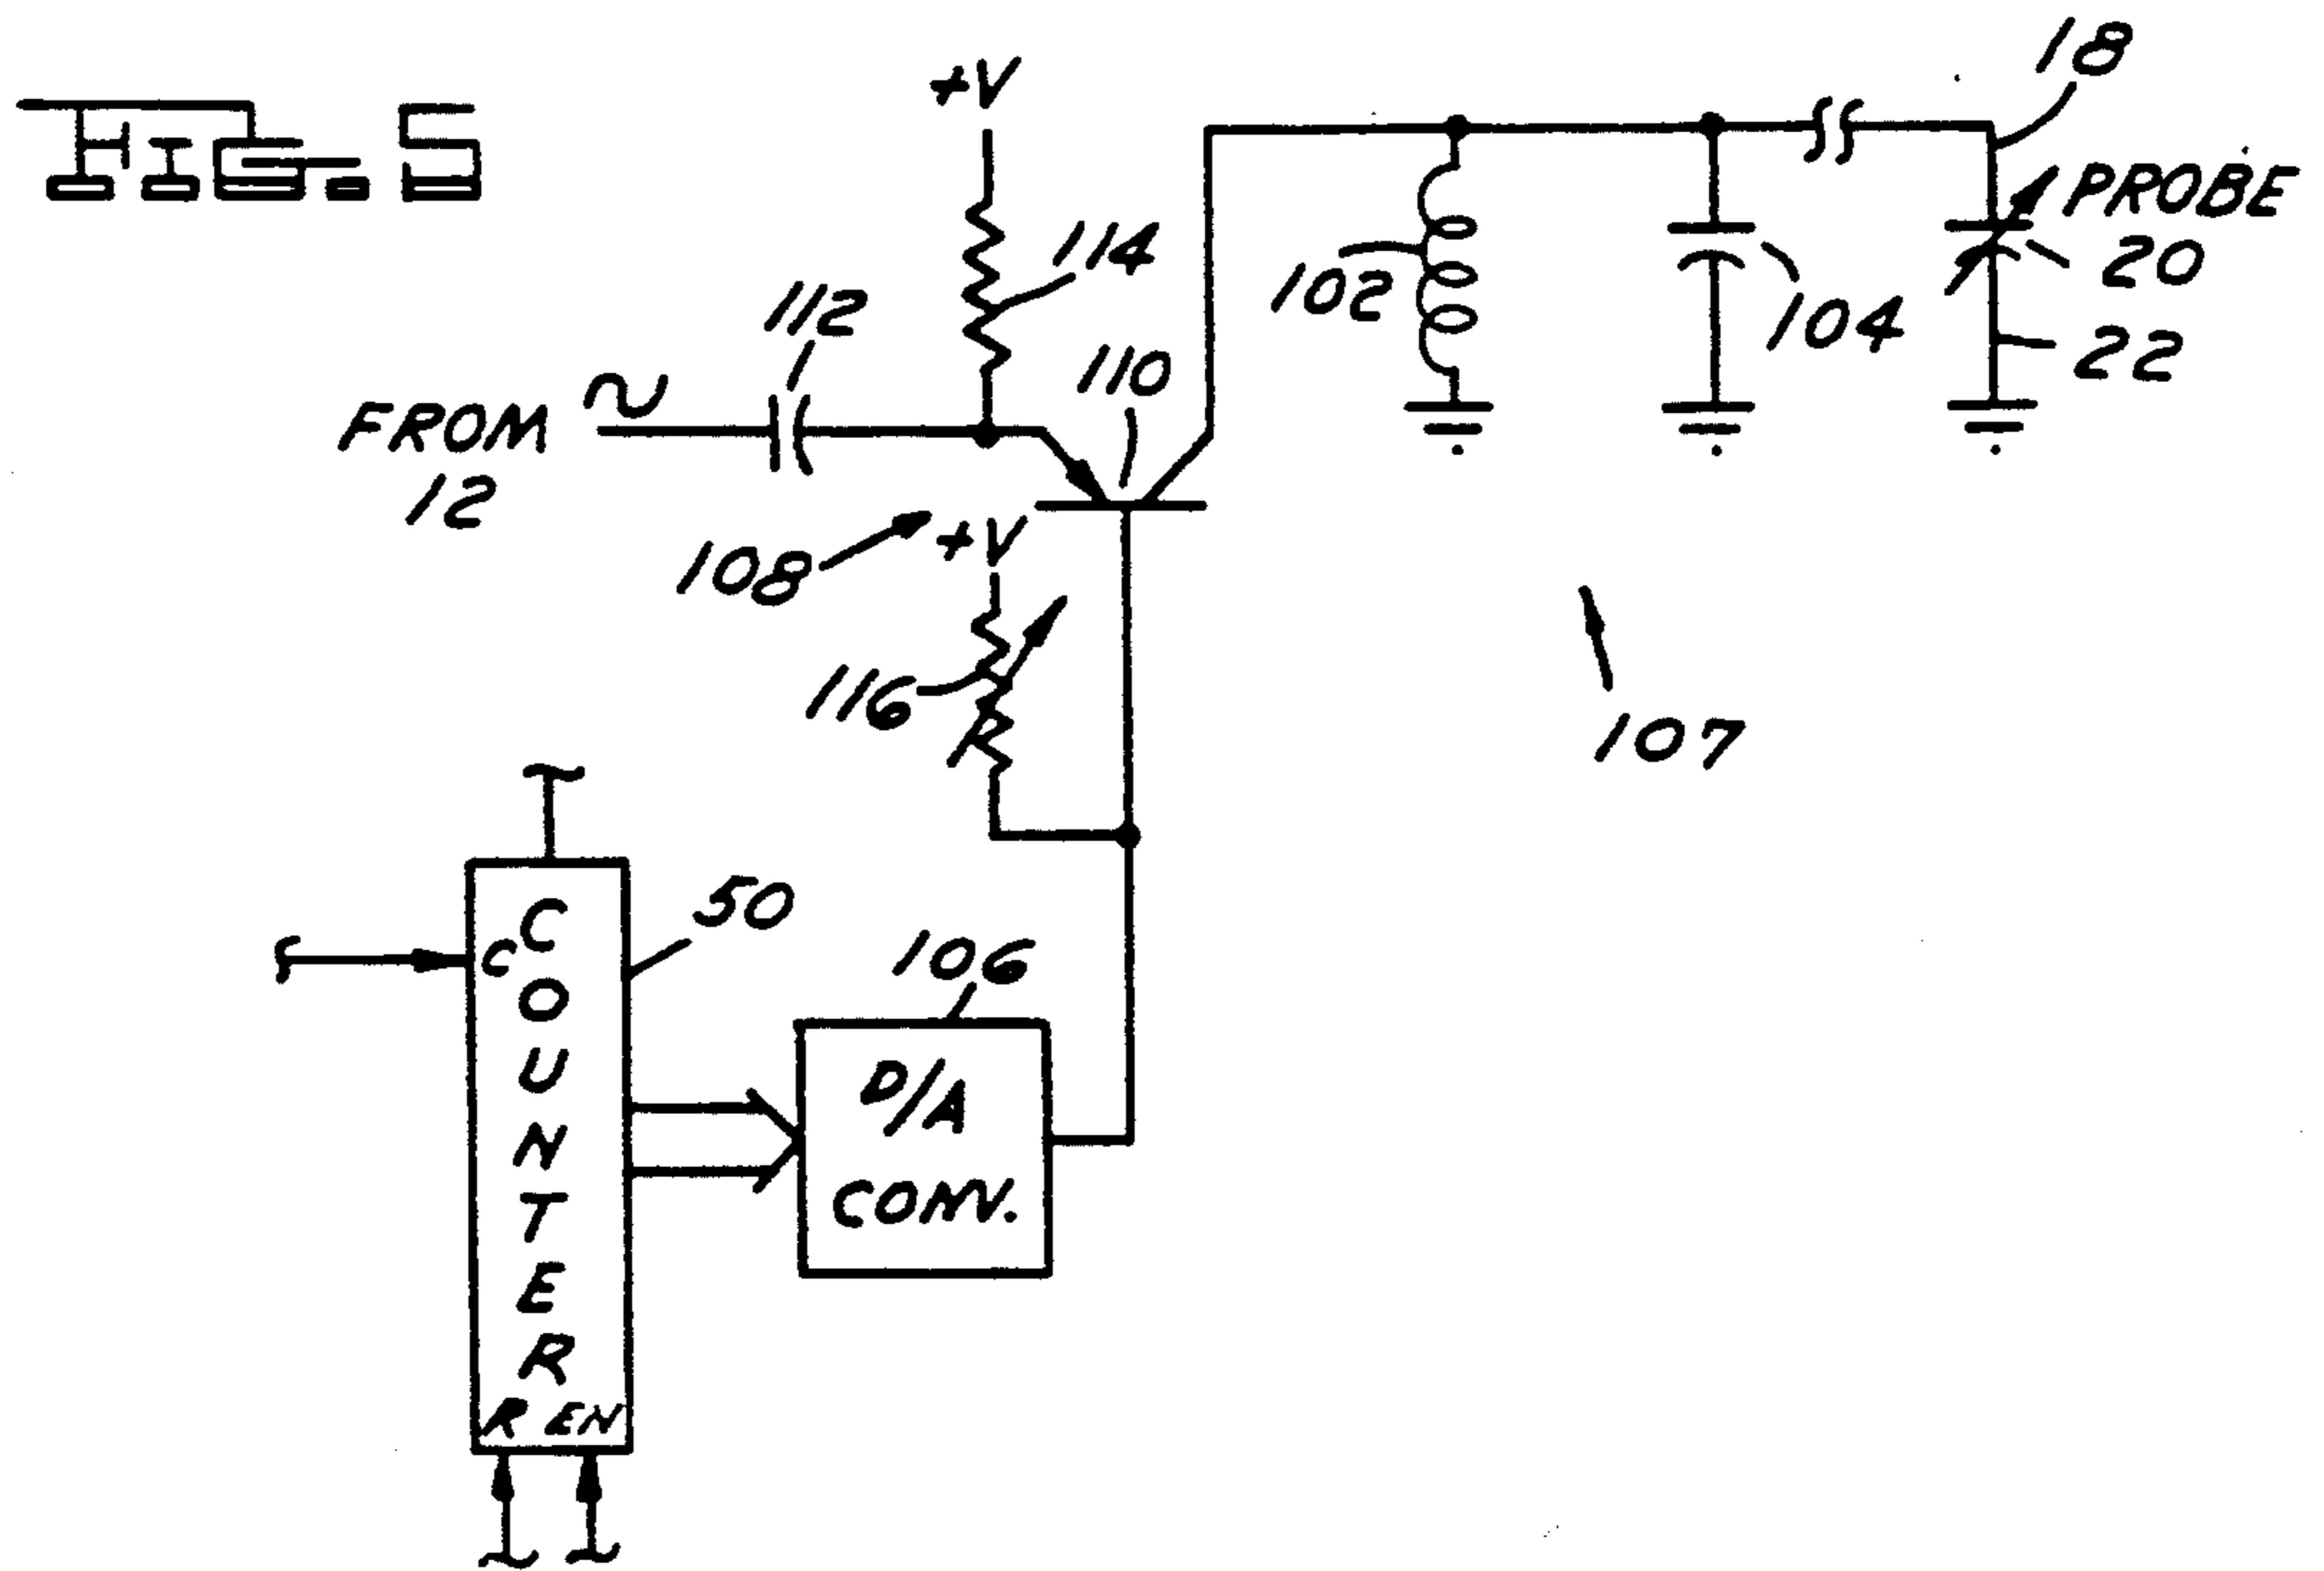 FIG. 5
+V
18
PROBE
20
22
114
112
102
104
110
FROM
12
108
+V
116
107
50
106
C
COUNTER
D/A
CONV.
R EN